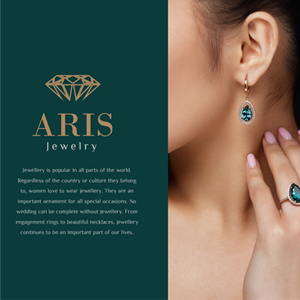 ARIS
Jewelry
Jewellery is popular in all parts of the world.
Regardless of the country or culture they belong
to, women love to wear jewellery. They are an
important ornament for all special occasions. No
wedding can be complete without jewellery. From
engagement rings to beautiful necklaces, jewellery
continues to be an important part of our lives.